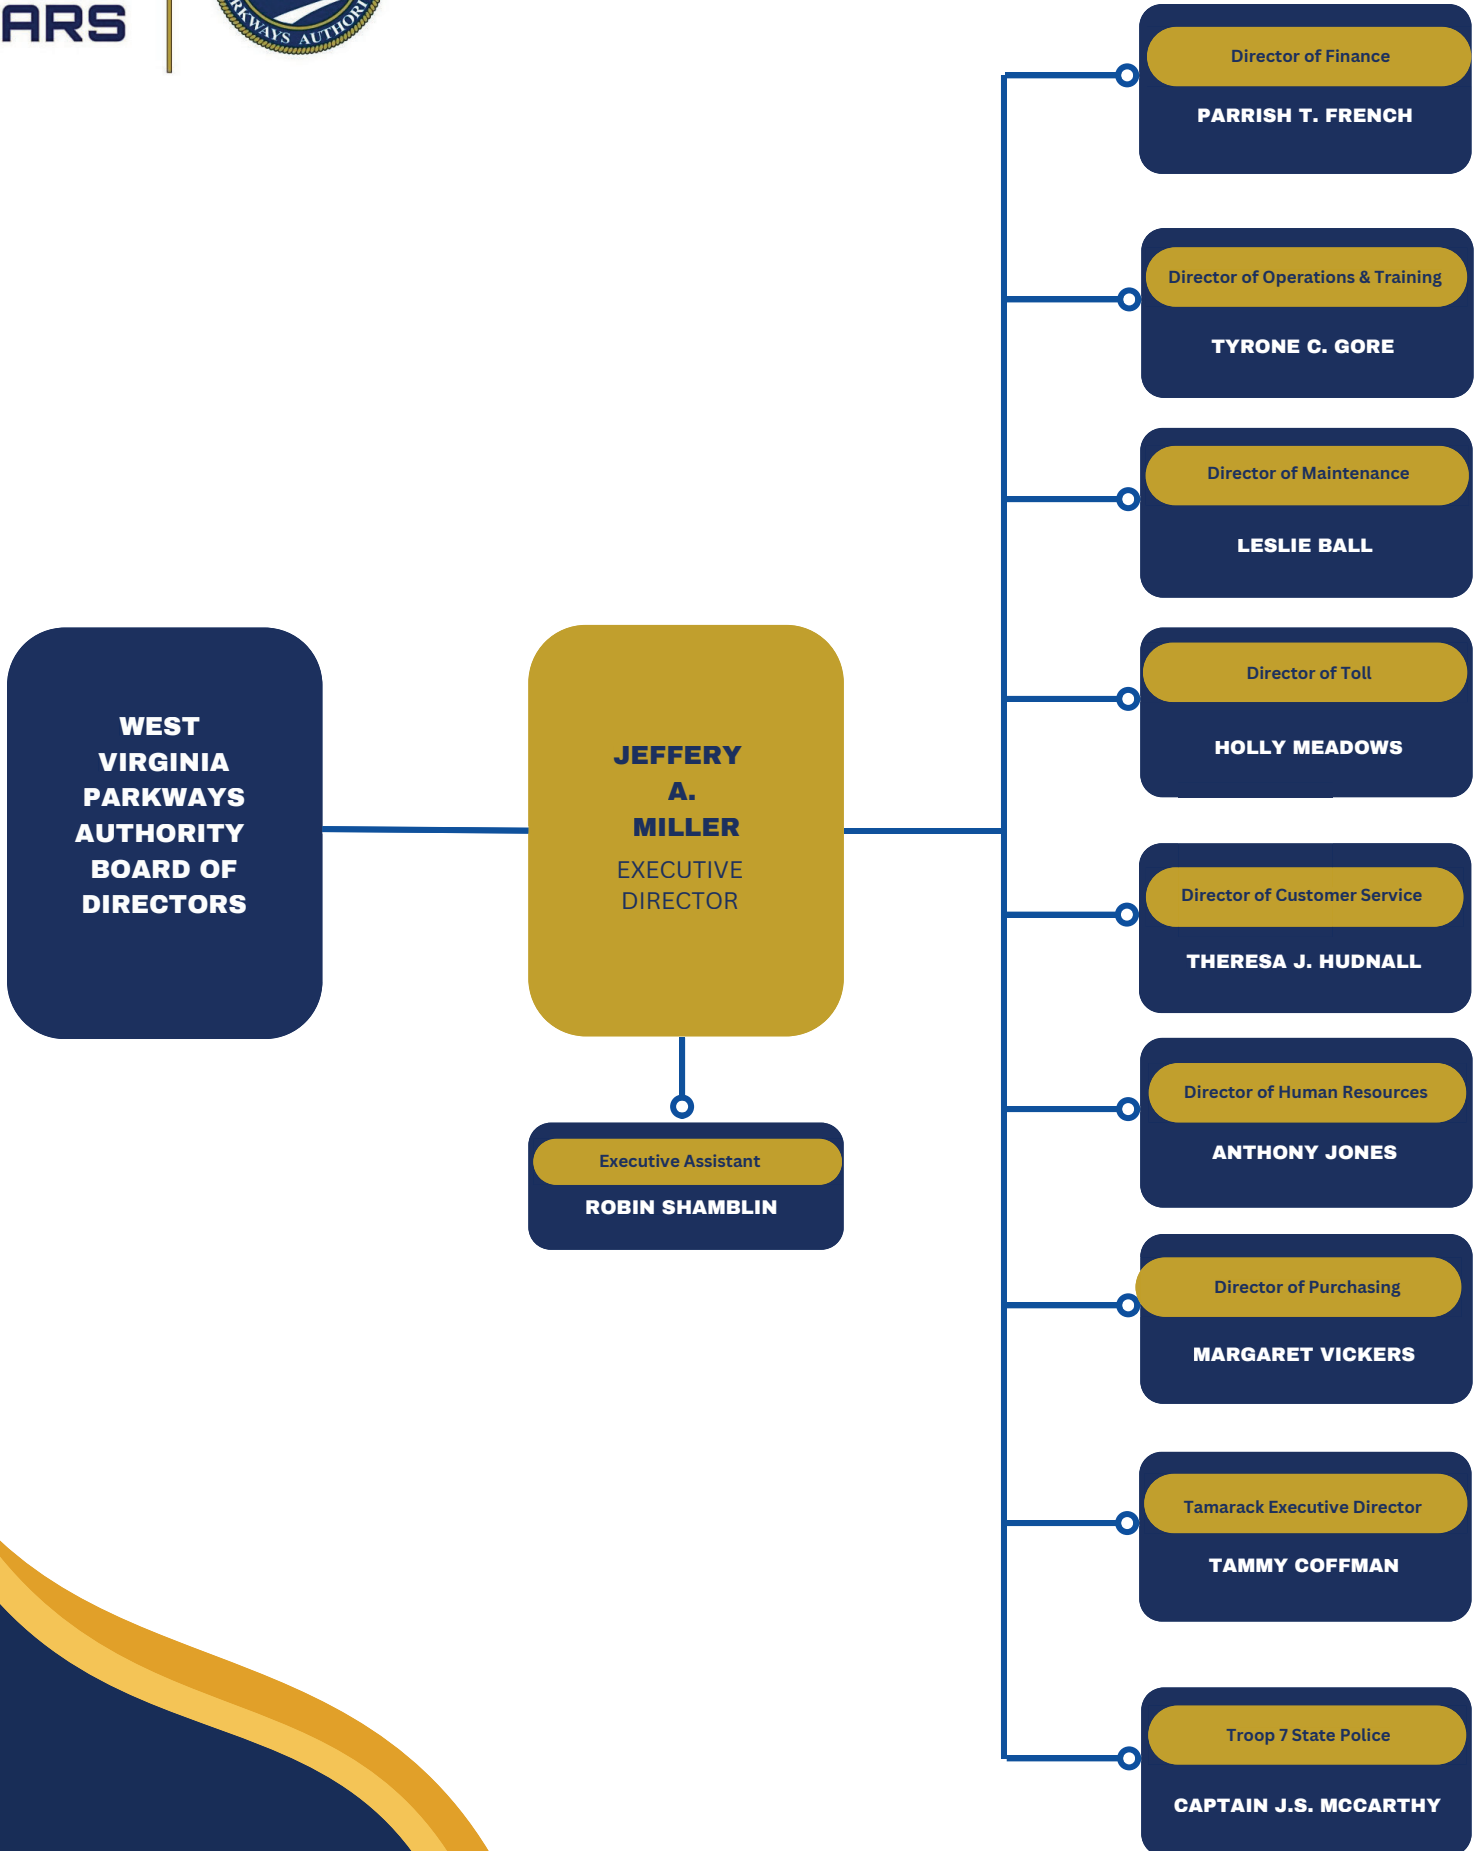 ARS
PARRISH T. FRENCH
Director of Finance
Director of Operations & Training
TYRONE C. GORE
Director of Maintenance
LESLIE BALL
Director of Toll
HOLLY MEADOWS
WEST
VIRGINIA
PARKWAYS
AUTHORITY
BOARD OF
DIRECTORS
JEFFERY
A.
MILLER
EXECUTIVE
DIRECTOR
Executive Assistant
ROBIN SHAMBLIN
Director of Customer Service
THERESA J. HUDNALL
Director of Human Resources
ANTHONY JONES
Director of Purchasing
MARGARET VICKERS
Tamarack Executive Director
TAMMY COFFMAN
Troop 7 State Police
CAPTAIN J.S. MCCARTHY